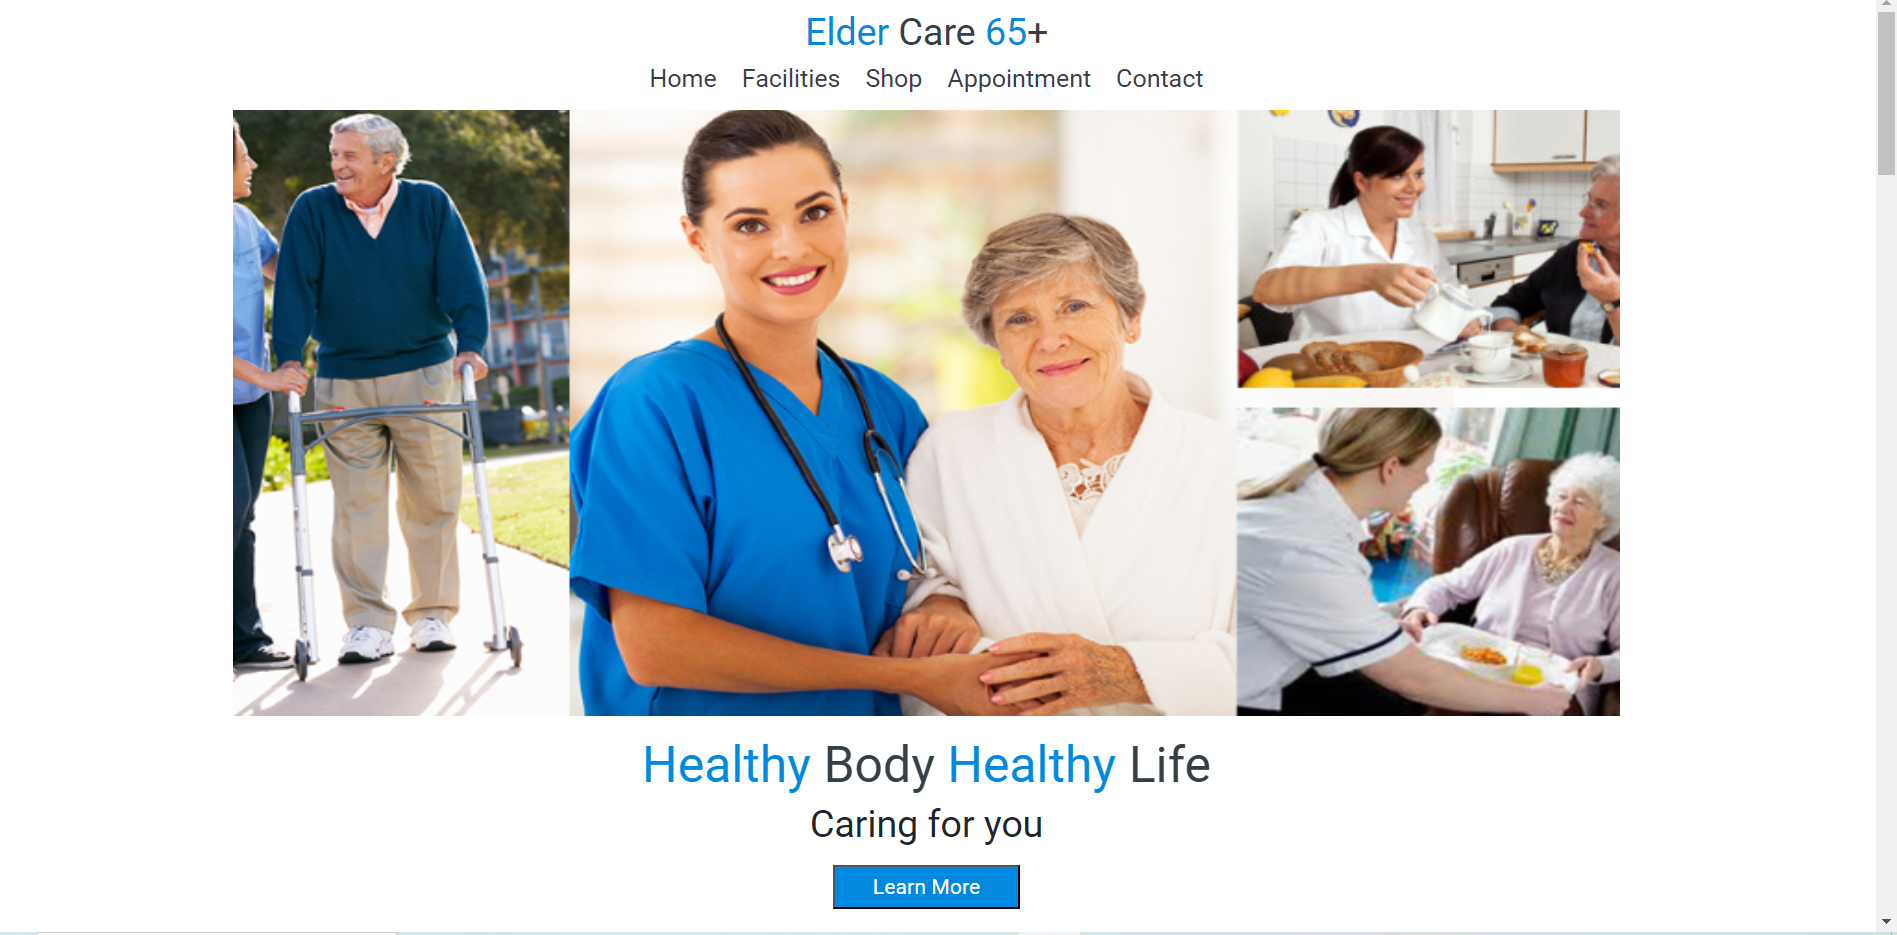 Elder Care 65+
Home Facilities Shop Appointment Contact
Healthy Body Healthy Life
Caring for you
Learn More